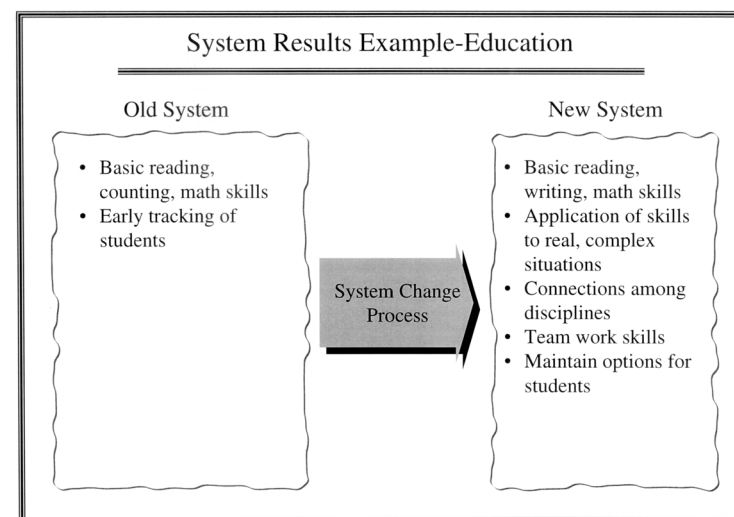 System Results Example-Education
Old System
• Basic reading,
counting, math skills
• Early tracking of
students
System Change
Process
New System
• Basic reading,
writing, math skills
• Application of skills
to real, complex
situations
• Connections among
disciplines
• Team work skills
• Maintain options for
students